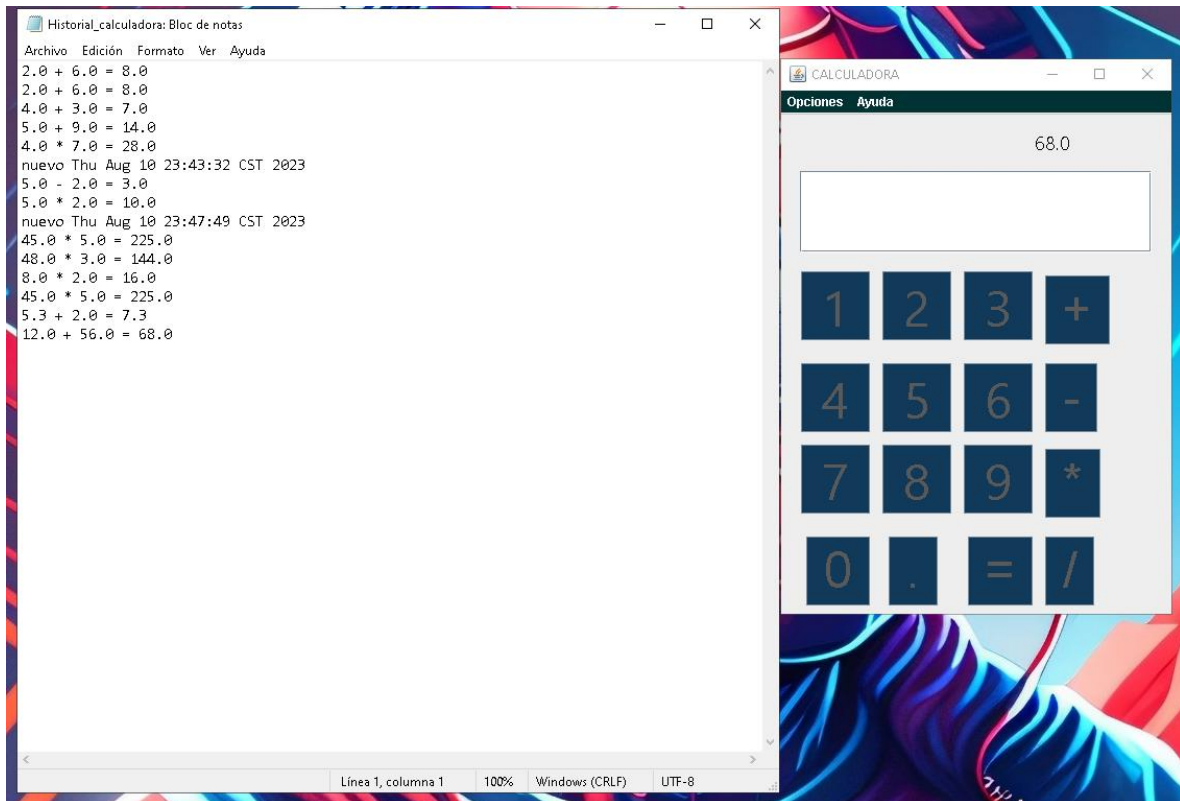 Historial_calculadora: Bloc de notas
Archivo Edición Formato Ver Ayuda
2.0 + 6.0 = 8.0
2.0 + 6.0 = 8.0
4.0 + 3.0 = 7.0
5.0 + 9.0 = 14.0
4.0 * 7.0 = 28.0
nuevo Thu Aug 10 23:43:32 CST 2023
5.0 - 2.0 = 3.0
5.0 * 2.0 = 10.0
nuevo Thu Aug 10 23:47:49 CST 2023
45.0 * 5.0 = 225.0
48.0 * 3.0 = 144.0
8.0 * 2.0 = 16.0
45.0 * 5.0 = 225.0
5.3 + 2.0 = 7.3
12.0 + 56.0 = 68.0
Línea 1, columna 1 100% Windows (CRLF) UTF-8
CALCULADORA
Opciones Ayuda
68.0
1 2 3 +
4 5 6 -
7 8 9 *
0 . = /